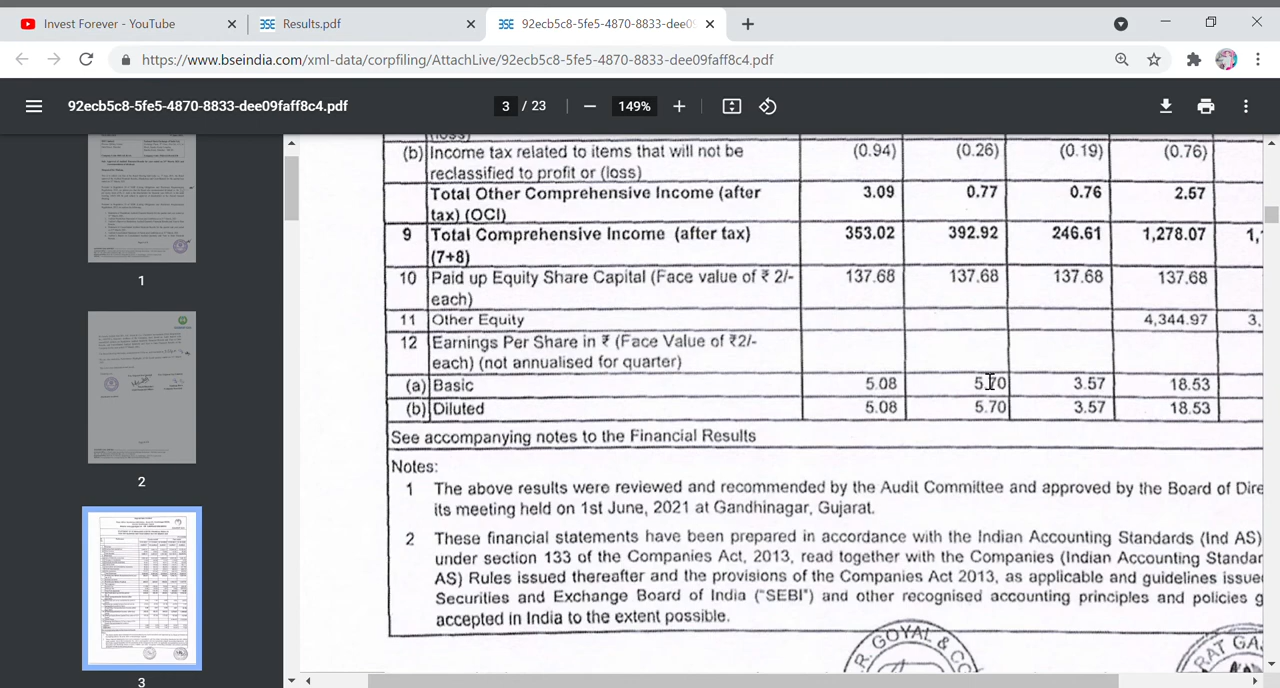 Invest Forever - YouTube
Results.pdf
92ecb5c8-5fe5-4870-8833-dee09
https://www.bseindia.com/xml-data/corpfiling/AttachLive/92ecb5c8-5fe5-4870-8833-dee09faff8c4.pdf
92ecb5c8-5fe5-4870-8833-dee09faff8c4.pdf
3 / 23
149%
(loss)
(b) Income tax related to items that will not be (0.94) (0.26) (0.19) (0.76)
reclassified to profit or (loss)
Total Other Comprehensive Income (after 3.09 0.77 0.76 2.57
tax) (OCI)
9 Total Comprehensive Income (after tax) 353.02 392.92 246.61 1,278.07 1,
(7+8)
10 Paid up Equity Share Capital (Face value of ₹ 2/- 137.68 137.68 137.68 137.68
each)
11 Other Equity 4,344.97 3,
12 Earnings Per Share in ₹ (Face Value of ₹2/-
each) (not annualised for quarter)
(a) Basic 5.08 5.70 3.57 18.53
(b) Diluted 5.08 5.70 3.57 18.53
See accompanying notes to the Financial Results
Notes:
1 The above results were reviewed and recommended by the Audit Committee and approved by the Board of Dire
its meeting held on 1st June, 2021 at Gandhinagar, Gujarat.
2 These financial statements have been prepared in accordance with the Indian Accounting Standards (Ind AS)
under section133 of the Companies Act, 2013, read together with the Companies (Indian Accounting Standar
AS) Rules issued thereafter and the provisions of the Companies Act 2013, as applicable and guidelines issue
Securities and Exchange Board of India ("SEBI") and other recognised accounting principles and policies g
accepted in India to the extent possible.
R. GOYAL & CO
RAT GA
1
2
3